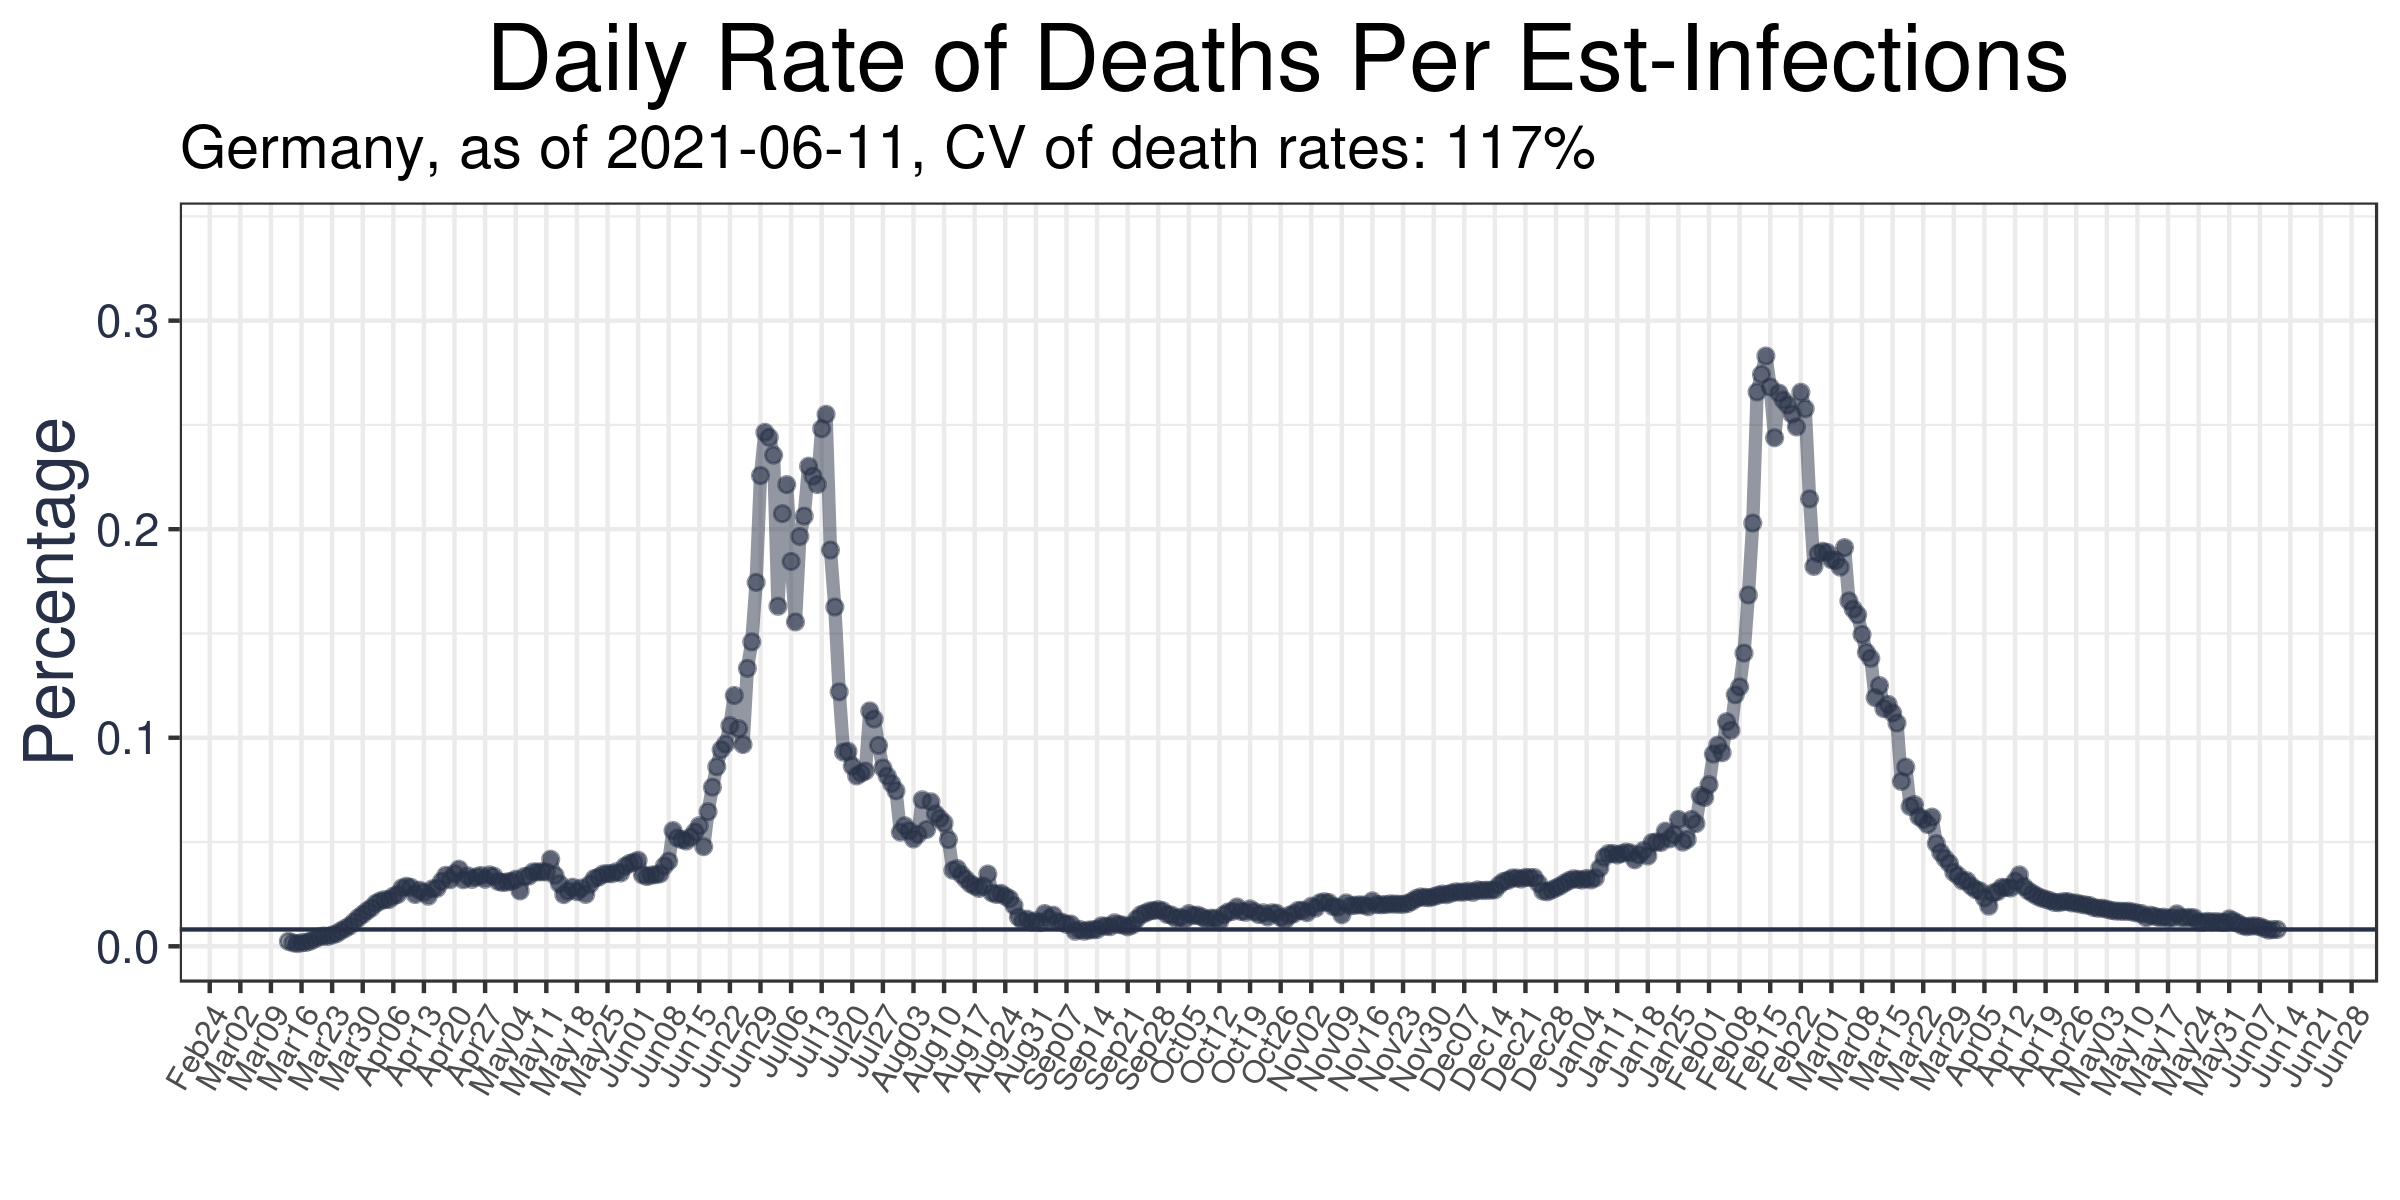 Daily Rate of Deaths Per Est-Infections
Germany, as of 2021-06-11, CV of death rates: 117%
Percentage
0.3
0.2
0.1
0.0
Feb24
Mar02
Mar09
Mar16
Mar23
Mar30
Apr06
Apr13
Apr20
Apr27
May04
May11
May18
May25
Jun01
Jun08
Jun15
Jun22
Jun29
Jul06
Jul13
Jul20
Jul27
Aug03
Aug10
Aug17
Aug24
Aug31
Sep07
Sep14
Sep21
Sep28
Oct05
Oct12
Oct19
Oct26
Nov02
Nov09
Nov16
Nov23
Nov30
Dec07
Dec14
Dec21
Dec28
Jan04
Jan11
Jan18
Jan25
Feb01
Feb08
Feb15
Feb22
Mar01
Mar08
Mar15
Mar22
Mar29
Apr05
Apr12
Apr19
Apr26
May03
May10
May17
May24
May31
Jun07
Jun14
Jun21
Jun28